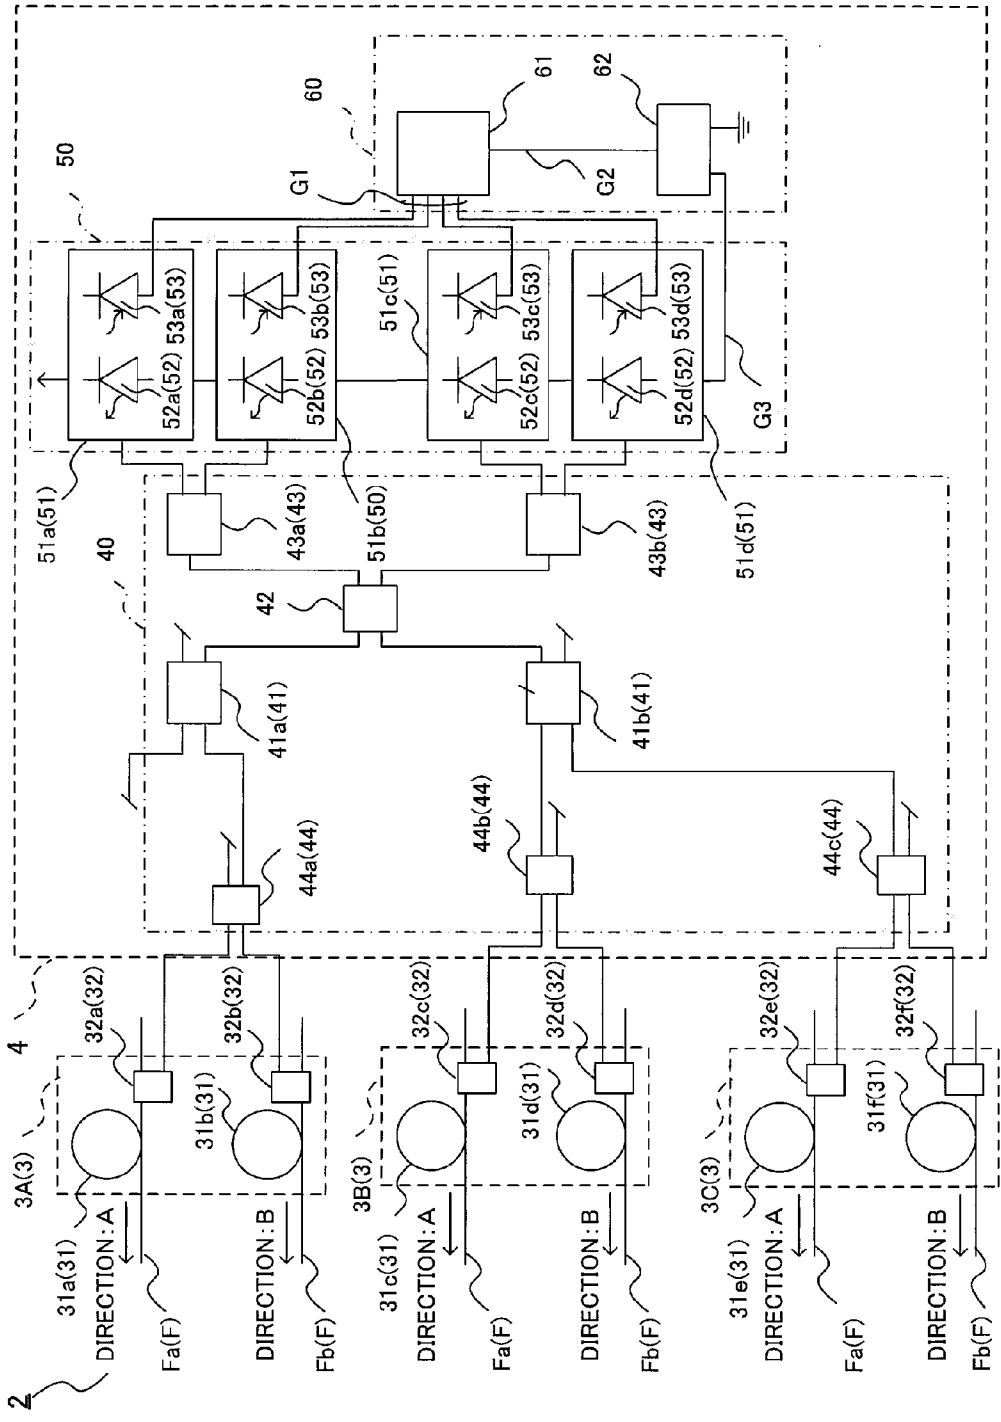 2
3A(3)
31a(31)
DIRECTION:A
Fa(F)
32a(32)
31b(31)
DIRECTION:B
Fb(F)
32b(32)
3B(3)
31c(31)
DIRECTION:A
Fa(F)
32c(32)
31d(31)
DIRECTION:B
Fb(F)
32d(32)
3C(3)
31e(31)
DIRECTION:A
Fa(F)
32e(32)
31f(31)
DIRECTION:B
Fb(F)
32f(32)
4
40
44a(44)
44b(44)
44c(44)
41a(41)
41b(41)
42
43a(43)
43b(43)
50
51a(51)
51b(50)
51c(51)
51d(51)
52a(52)
53a(53)
52b(52)
53b(53)
52c(52)
53c(53)
52d(52)
53d(53)
60
61
62
G1
G2
G3